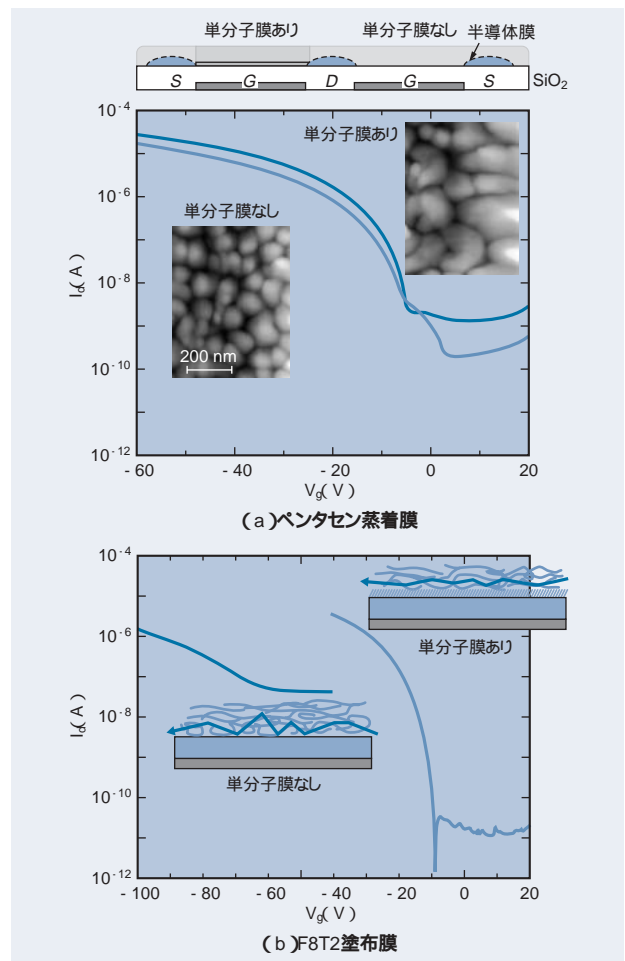 単分子膜あり
単分子膜なし
半導体膜
S G D G S SiO2
10-4
単分子膜あり
10-6
単分子膜なし
Id( A )
10-8
200 nm
10-10
10-12
- 60 - 40 - 20 0 20
Vg( V )
( a )ペンタセン蒸着膜
10-4
10-6
単分子膜あり
Id( A )
10-8
単分子膜なし
10-10
10-12
- 100 - 80 - 60 - 40 - 20 0 20
Vg( V )
( b )F8T2塗布膜